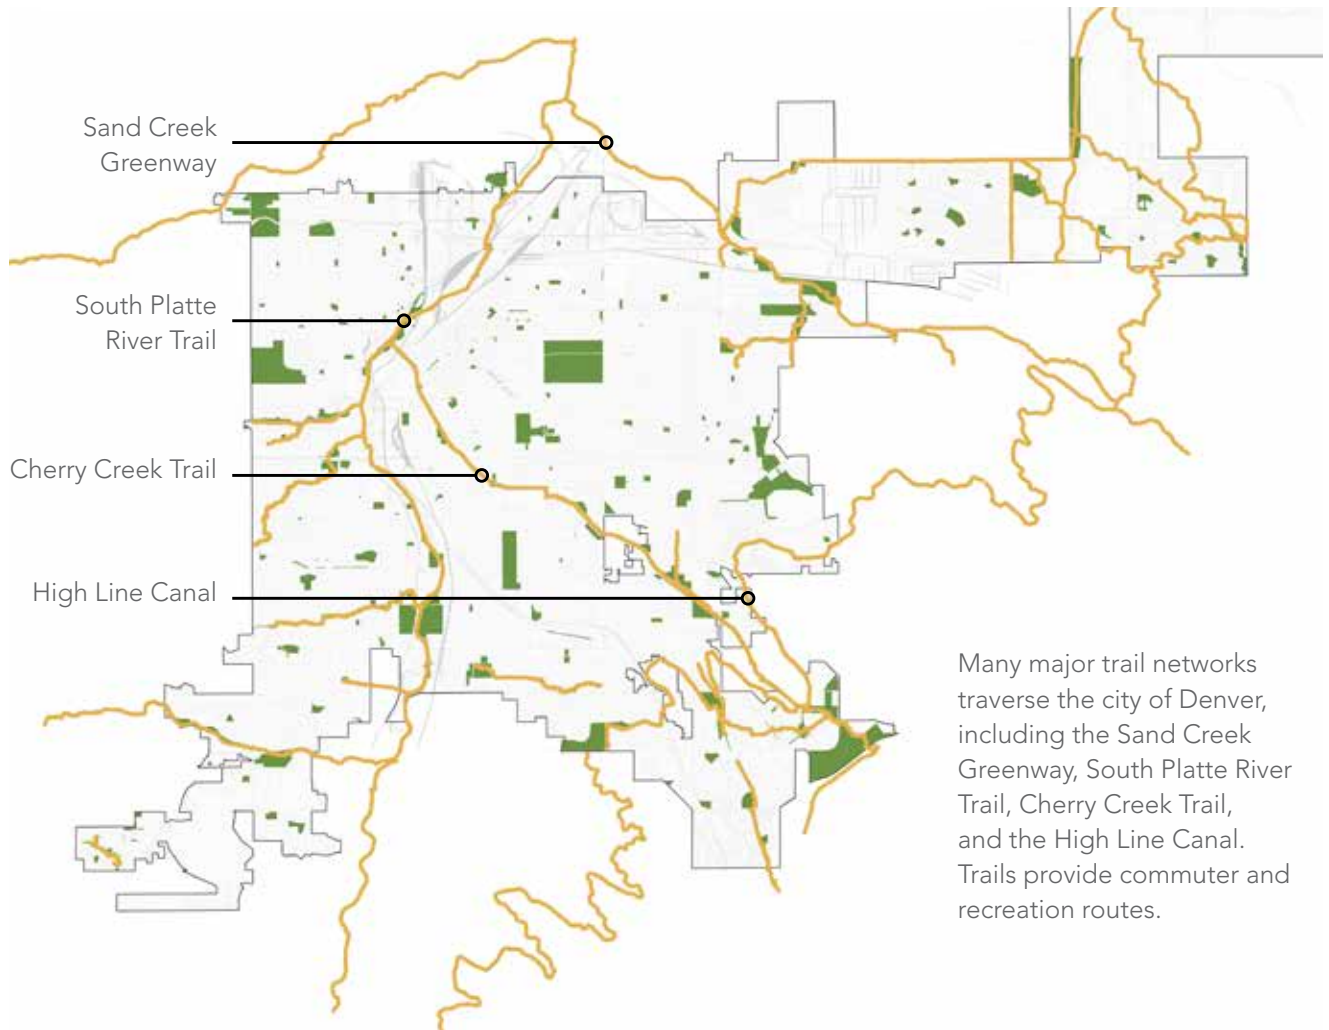 Sand Creek
Greenway
South Platte
River Trail
Cherry Creek Trail
High Line Canal
Many major trail networks
traverse the city of Denver,
including the Sand Creek
Greenway, South Platte River
Trail, Cherry Creek Trail,
and the High Line Canal.
Trails provide commuter and
recreation routes.